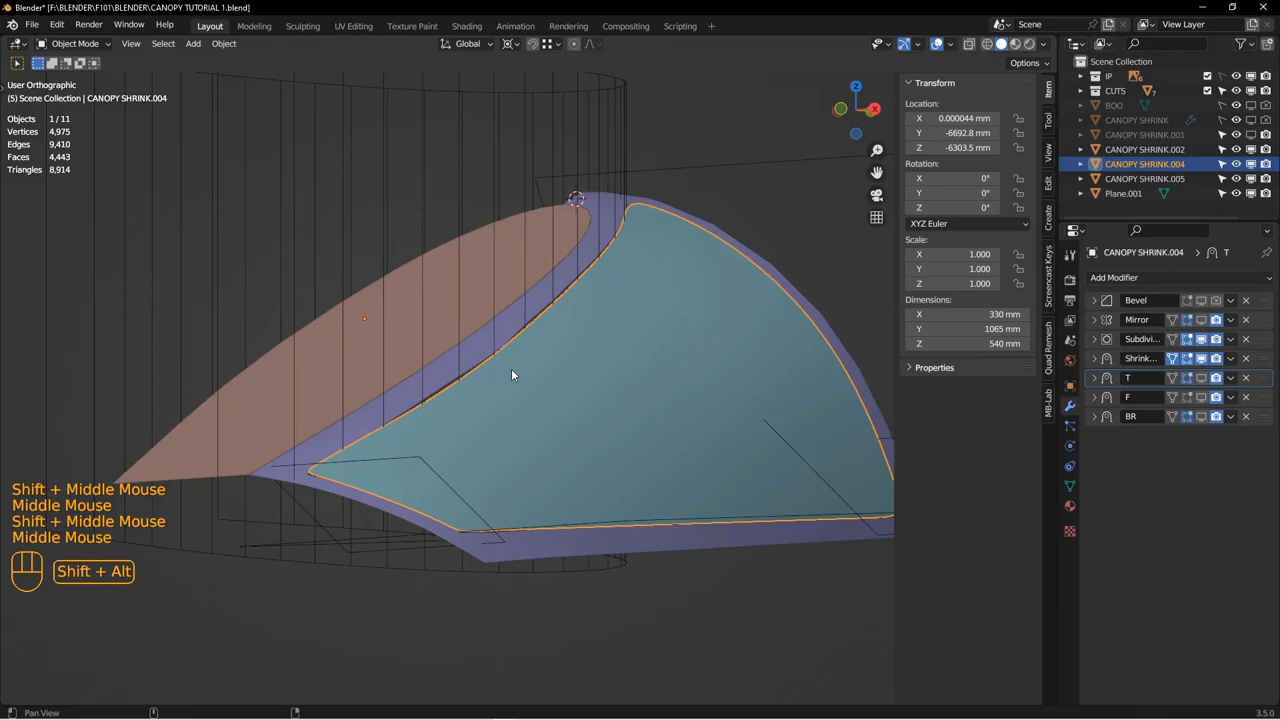 Blender* [F:\F101\BLENDER\CANOPY TUTORIAL 1.blend]
File Edit Render Window Help Layout Modeling Sculpting UV Editing Texture Paint Shading Animation Rendering Compositing Scripting + Scene View Layer
Object Mode View Select Add Object Global
Options
User Orthographic
(5) Scene Collection | CANOPY SHRINK.004
Objects 1 / 11
Vertices 4,975
Edges 9,410
Faces 4,443
Triangles 8,914
Z
X
Transform
Location:
X 0.000044 mm
Y -6692.8 mm
Z -6303.5 mm
Rotation:
X 0°
Y 0°
Z 0°
XYZ Euler
Scale:
X 1.000
Y 1.000
Z 1.000
Dimensions:
X 330 mm
Y 1065 mm
Z 540 mm
Properties
Item
Tool
View
Edit
Create
Screencast Keys
Quad Remesh
MB-Lab
Scene Collection
IP 6
CUTS 7
BOO
CANOPY SHRINK
CANOPY SHRINK.001
CANOPY SHRINK.002
CANOPY SHRINK.004
CANOPY SHRINK.005
Plane.001
CANOPY SHRINK.004 > T
Add Modifier
Bevel
Mirror
Subdivi...
Shrink...
T
F
BR
Shift + Middle Mouse
Middle Mouse
Shift + Middle Mouse
Middle Mouse
Shift + Alt
Pan View
3.5.0